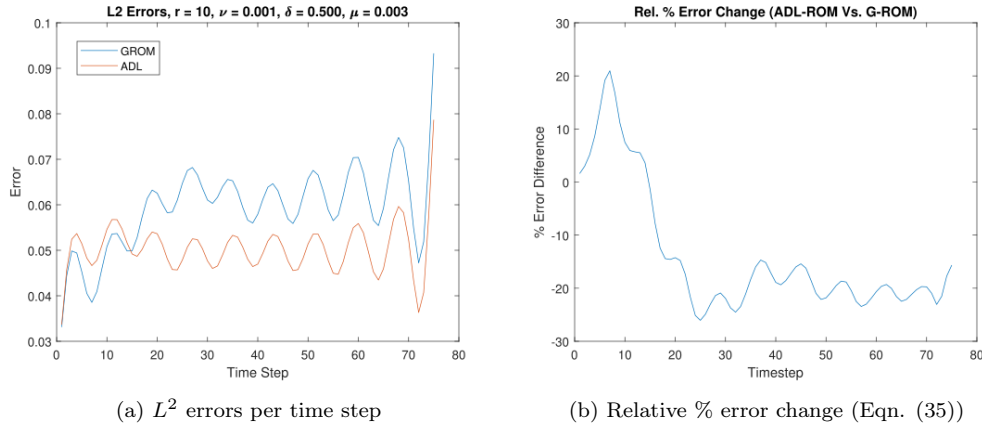 L2 Errors, r = 10, ν = 0.001, δ = 0.500, μ = 0.003
GROM
ADL
0.1
0.09
0.08
0.07
0.06
0.05
0.04
0.03
Error
0 10 20 30 40 50 60 70 80
Time Step
(a) L² errors per time step
Rel. % Error Change (ADL-ROM Vs. G-ROM)
30
20
10
0
-10
-20
-30
% Error Difference
0 10 20 30 40 50 60 70 80
Timestep
(b) Relative % error change (Eqn. (35))